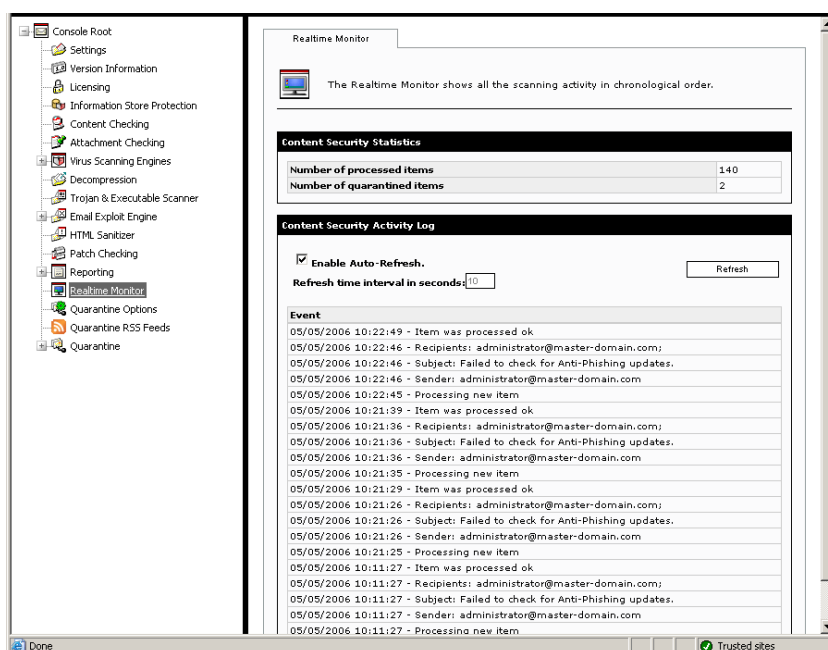 Console Root
Settings
Version Information
Licensing
Information Store Protection
Content Checking
Attachment Checking
Virus Scanning Engines
Decompression
Trojan & Executable Scanner
Email Exploit Engine
HTML Sanitizer
Patch Checking
Reporting
Realtime Monitor
Quarantine Options
Quarantine RSS Feeds
Quarantine
Realtime Monitor
The Realtime Monitor shows all the scanning activity in chronological order.
Content Security Statistics
Number of processed items 140
Number of quarantined items 2
Content Security Activity Log
Enable Auto-Refresh.
Refresh time interval in seconds: 10
Refresh
Event
05/05/2006 10:22:49 - Item was processed ok
05/05/2006 10:22:46 - Recipients: administrator@master-domain.com;
05/05/2006 10:22:46 - Subject: Failed to check for Anti-Phishing updates.
05/05/2006 10:22:46 - Sender: administrator@master-domain.com
05/05/2006 10:22:45 - Processing new item
05/05/2006 10:21:39 - Item was processed ok
05/05/2006 10:21:36 - Recipients: administrator@master-domain.com;
05/05/2006 10:21:36 - Subject: Failed to check for Anti-Phishing updates.
05/05/2006 10:21:36 - Sender: administrator@master-domain.com
05/05/2006 10:21:35 - Processing new item
05/05/2006 10:21:29 - Item was processed ok
05/05/2006 10:21:26 - Recipients: administrator@master-domain.com;
05/05/2006 10:21:26 - Subject: Failed to check for Anti-Phishing updates.
05/05/2006 10:21:26 - Sender: administrator@master-domain.com
05/05/2006 10:21:25 - Processing new item
05/05/2006 10:11:27 - Item was processed ok
05/05/2006 10:11:27 - Recipients: administrator@master-domain.com;
05/05/2006 10:11:27 - Subject: Failed to check for Anti-Phishing updates.
05/05/2006 10:11:27 - Sender: administrator@master-domain.com
05/05/2006 10:11:27 - Processing new item
Done
Trusted sites